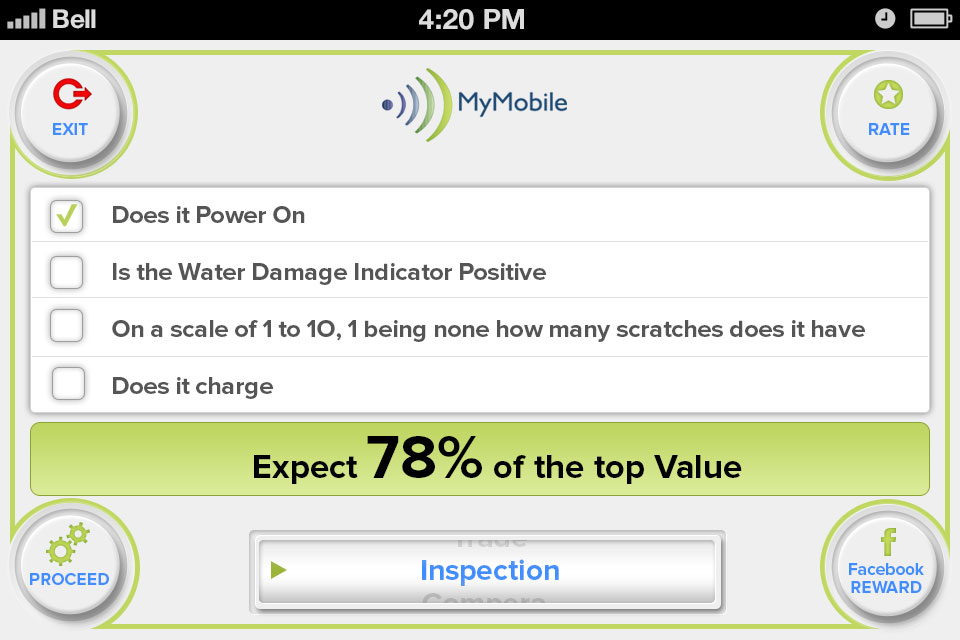 Bell 4:20 PM
MyMobile
EXIT
RATE
Does it Power On
Is the Water Damage Indicator Positive
On a scale of 1 to 10, 1 being none how many scratches does it have
Does it charge
Expect 78% of the top Value
PROCEED
Trade
Inspection
Compera
Facebook
REWARD